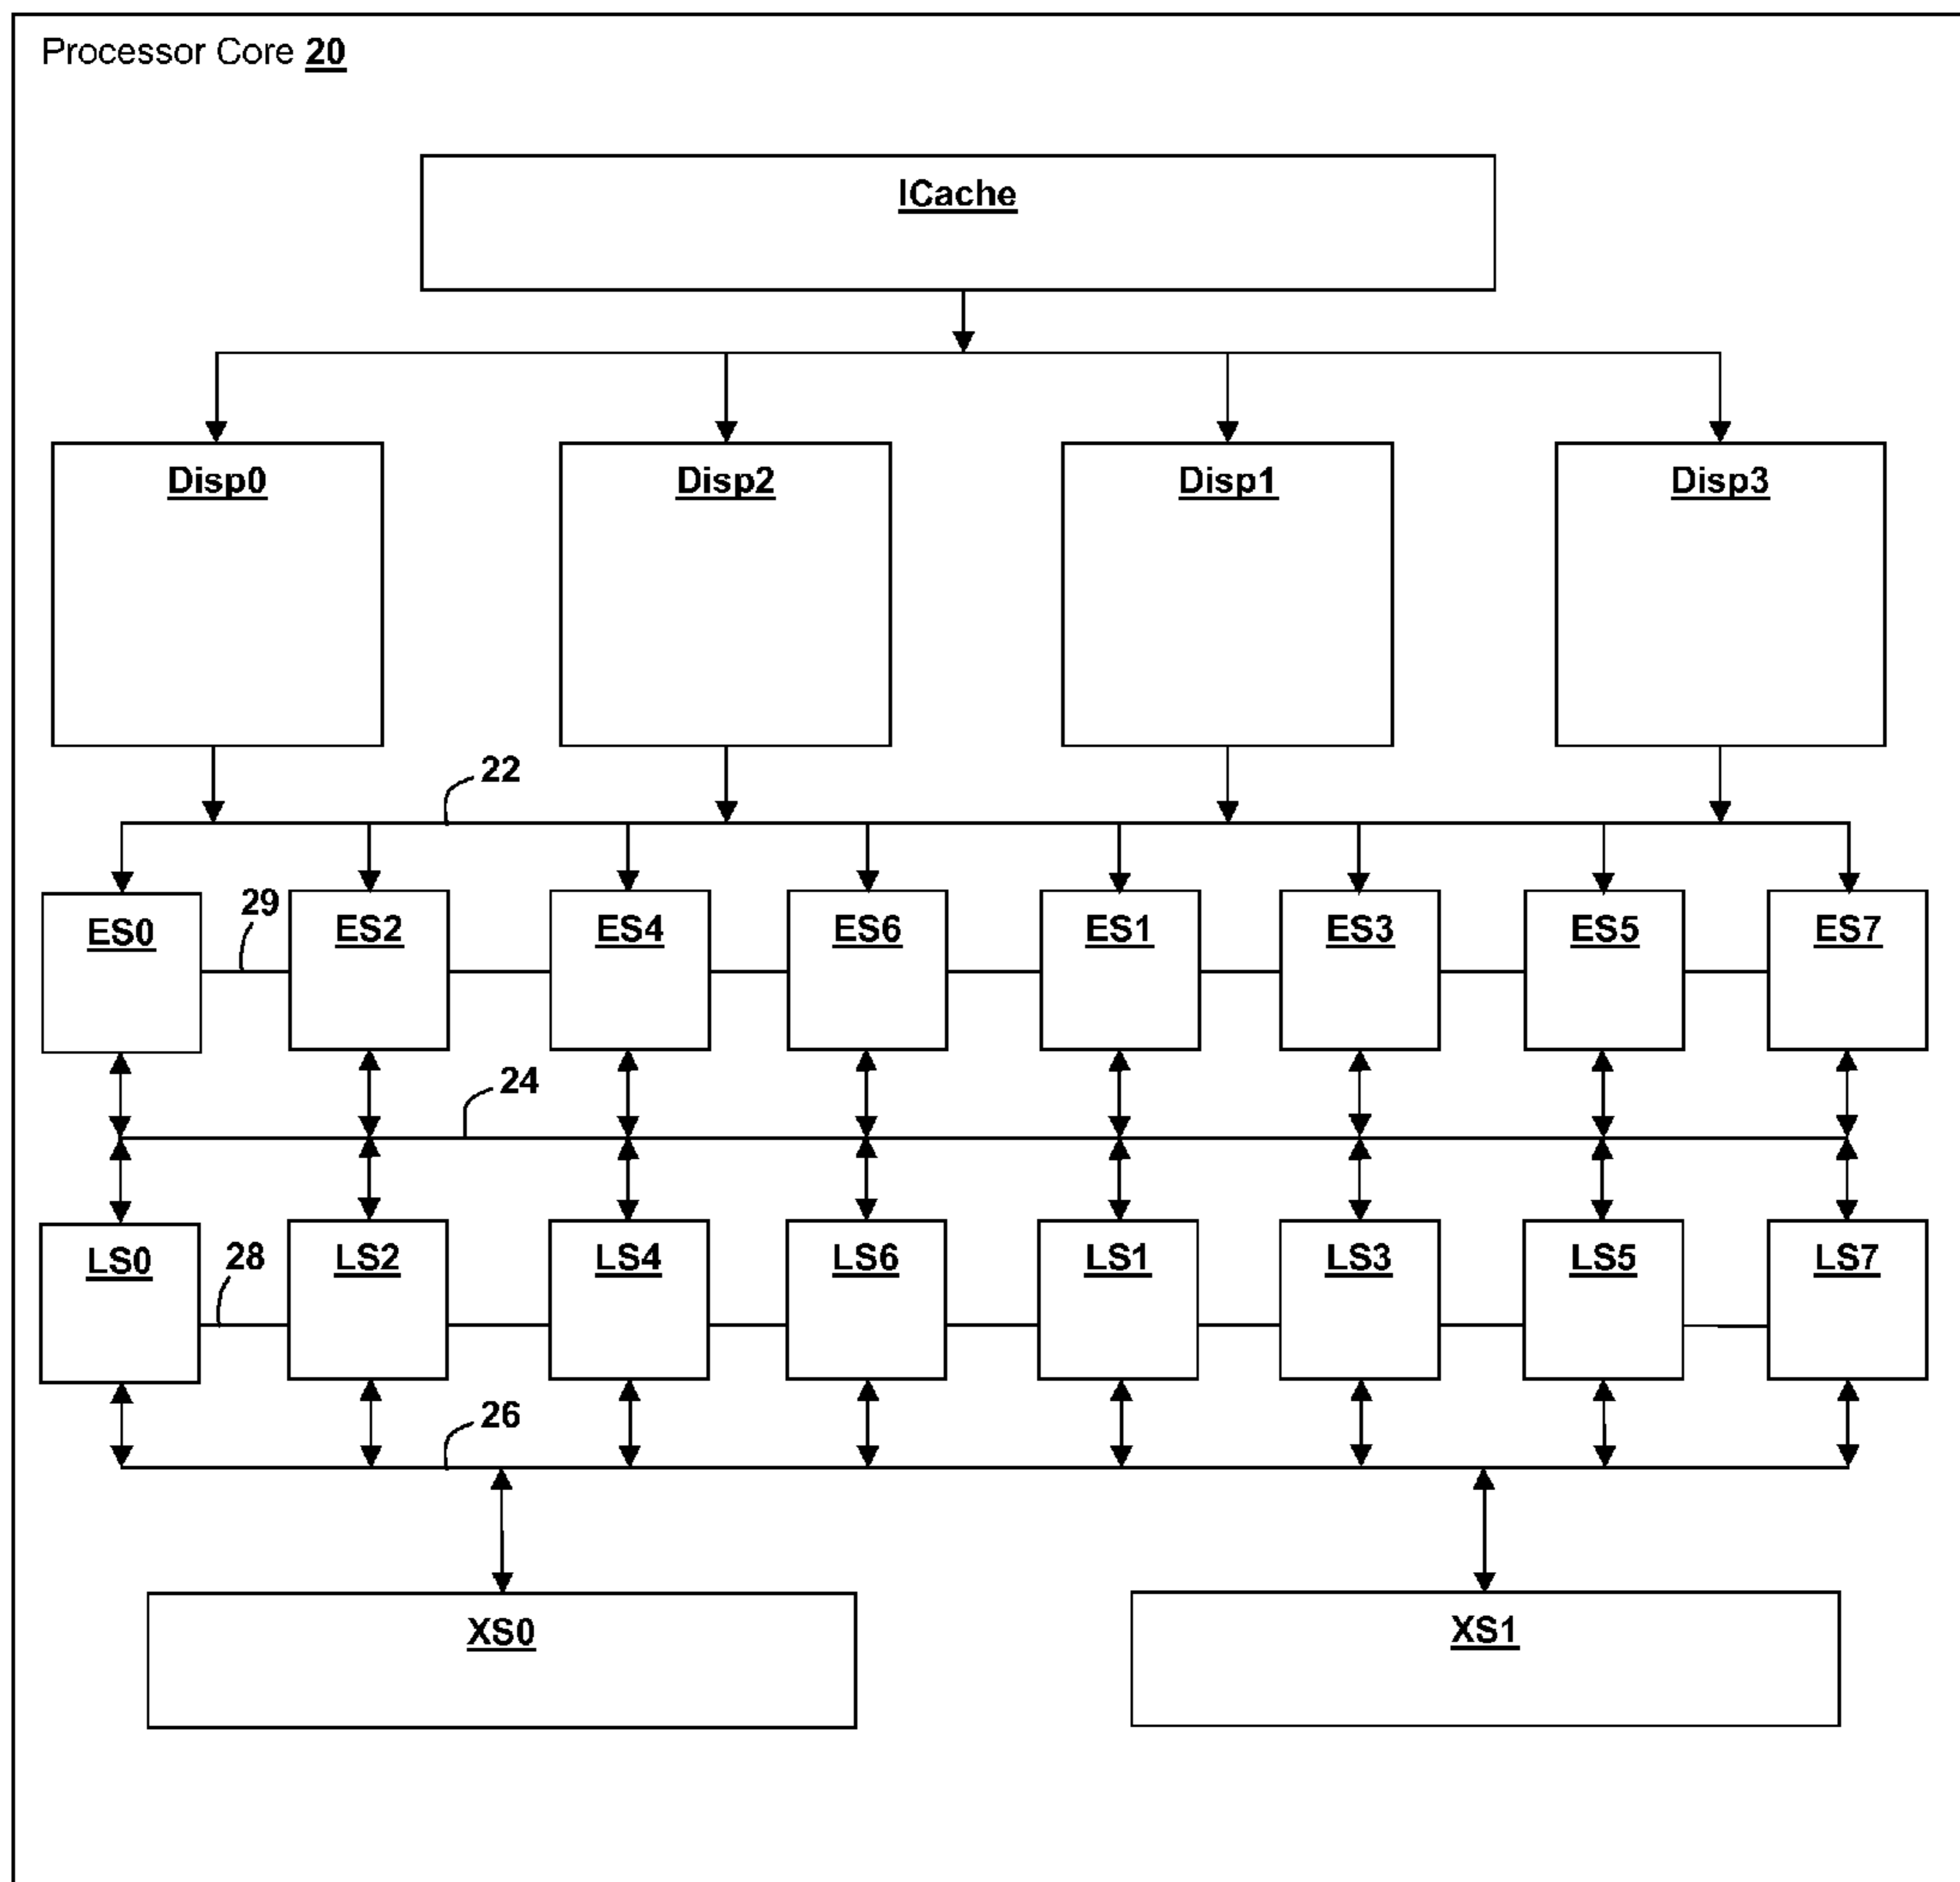 Processor Core 20
ICache
Disp0 Disp2 Disp1 Disp3
22
29
ES0 ES2 ES4 ES6 ES1 ES3 ES5 ES7
24
28
LS0 LS2 LS4 LS6 LS1 LS3 LS5 LS7
26
XS0 XS1